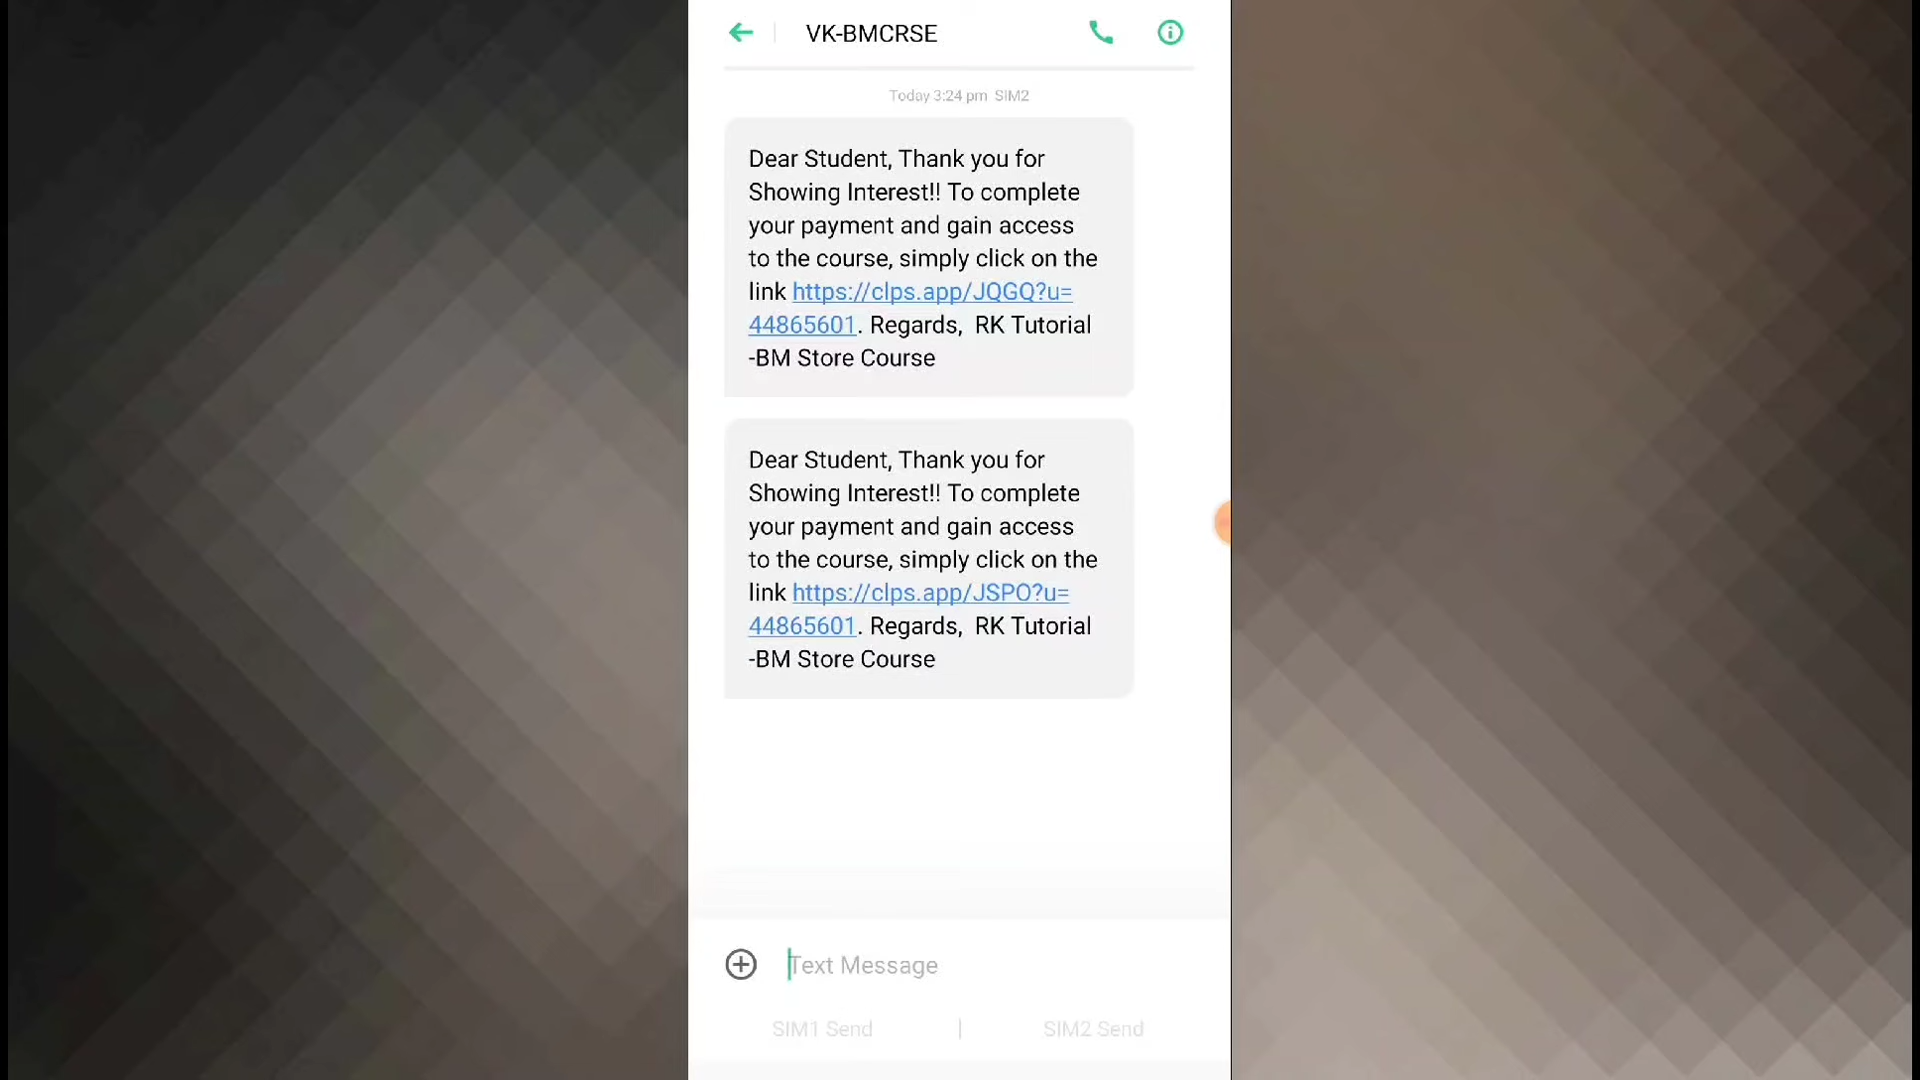 VK-BMCRSE
Today 3:24 pm SIM2
Dear Student, Thank you for
Showing Interest!! To complete
your payment and gain access
to the course, simply click on the
link https://clps.app/JQGQ?u=
44865601. Regards,  RK Tutorial
-BM Store Course
Dear Student, Thank you for
Showing Interest!! To complete
your payment and gain access
to the course, simply click on the
link https://clps.app/JSPO?u=
44865601. Regards,  RK Tutorial
-BM Store Course
Text Message
SIM1 Send | SIM2 Send